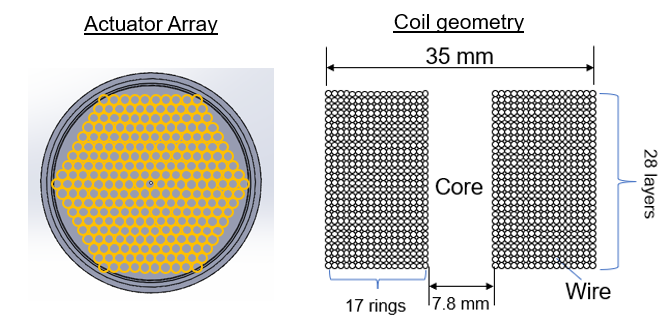 Actuator Array
Coil geometry
35 mm
Core
28 layers
Wire
17 rings
7.8 mm